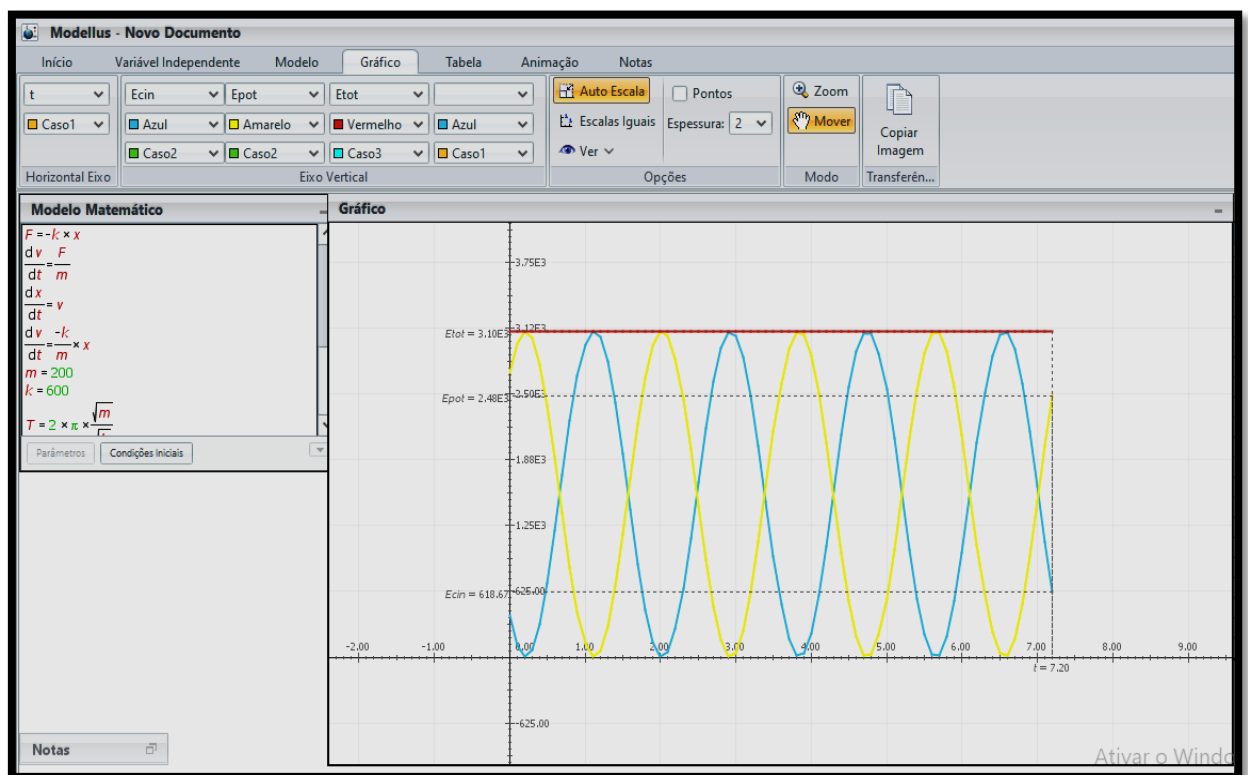 Modellus - Novo Documento
Início Variável Independente Modelo Gráfico Tabela Animação Notas
t Ecin Epot Etot Auto Escala Pontos Zoom
Caso1 Azul Amarelo Vermelho Azul Escalas Iguais Espessura: 2 Mover Copiar Imagem
Caso2 Caso2 Caso3 Caso1 Ver
Horizontal Eixo Eixo Vertical Opções Modo Transferên...
Modelo Matemático
F = -k × x
dv/dt = F/m
dx/dt = v
dv/dt = -k/m × x
m = 200
k = 600
T = 2 × π × √m
Parâmetros Condições Iniciais
Gráfico
3.75E3
Etot = 3.10E3 3.12E3
Epot = 2.48E3 2.50E3
1.88E3
1.25E3
Ecin = 618.67 625.00
-2.00 -1.00 0.00 1.00 2.00 3.00 4.00 5.00 6.00 7.00 8.00 9.00
t = 7.20
-625.00
Notas
Ativar o Windo